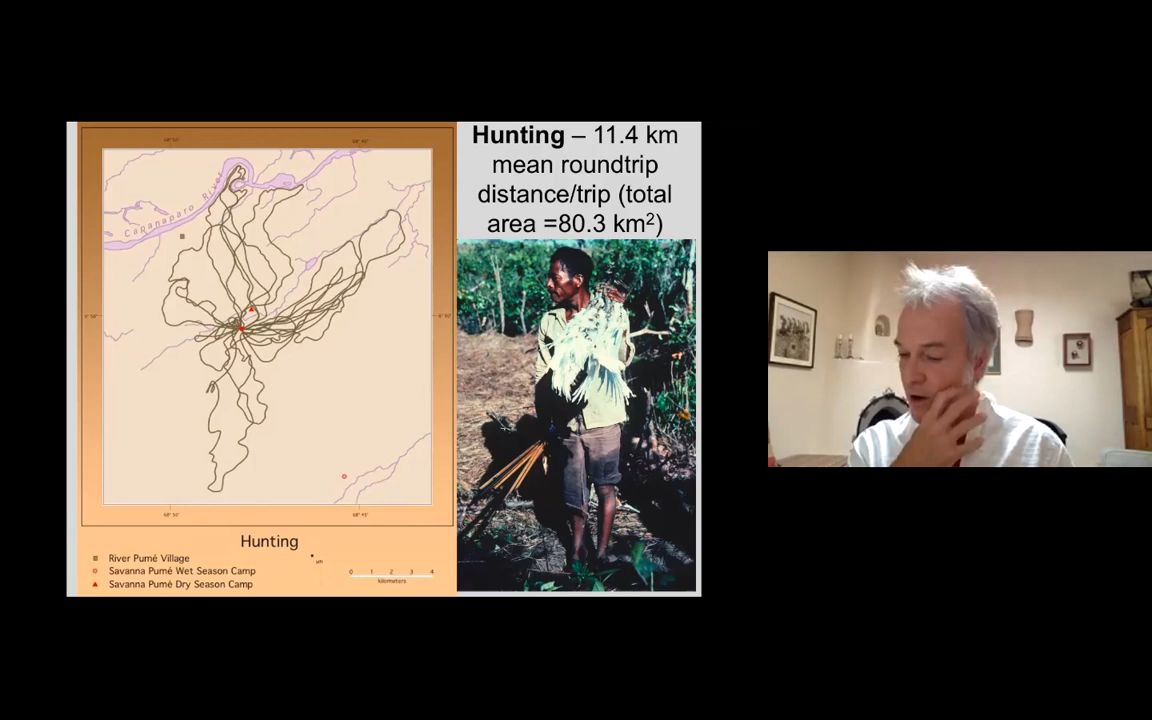 Hunting – 11.4 km
mean roundtrip
distance/trip (total
area =80.3 km²)
Capanaparo River
Hunting
River Pumé Village
Savanna Pumé Wet Season Camp
Savanna Pumé Dry Season Camp
0 1 2 3 4
kilometers